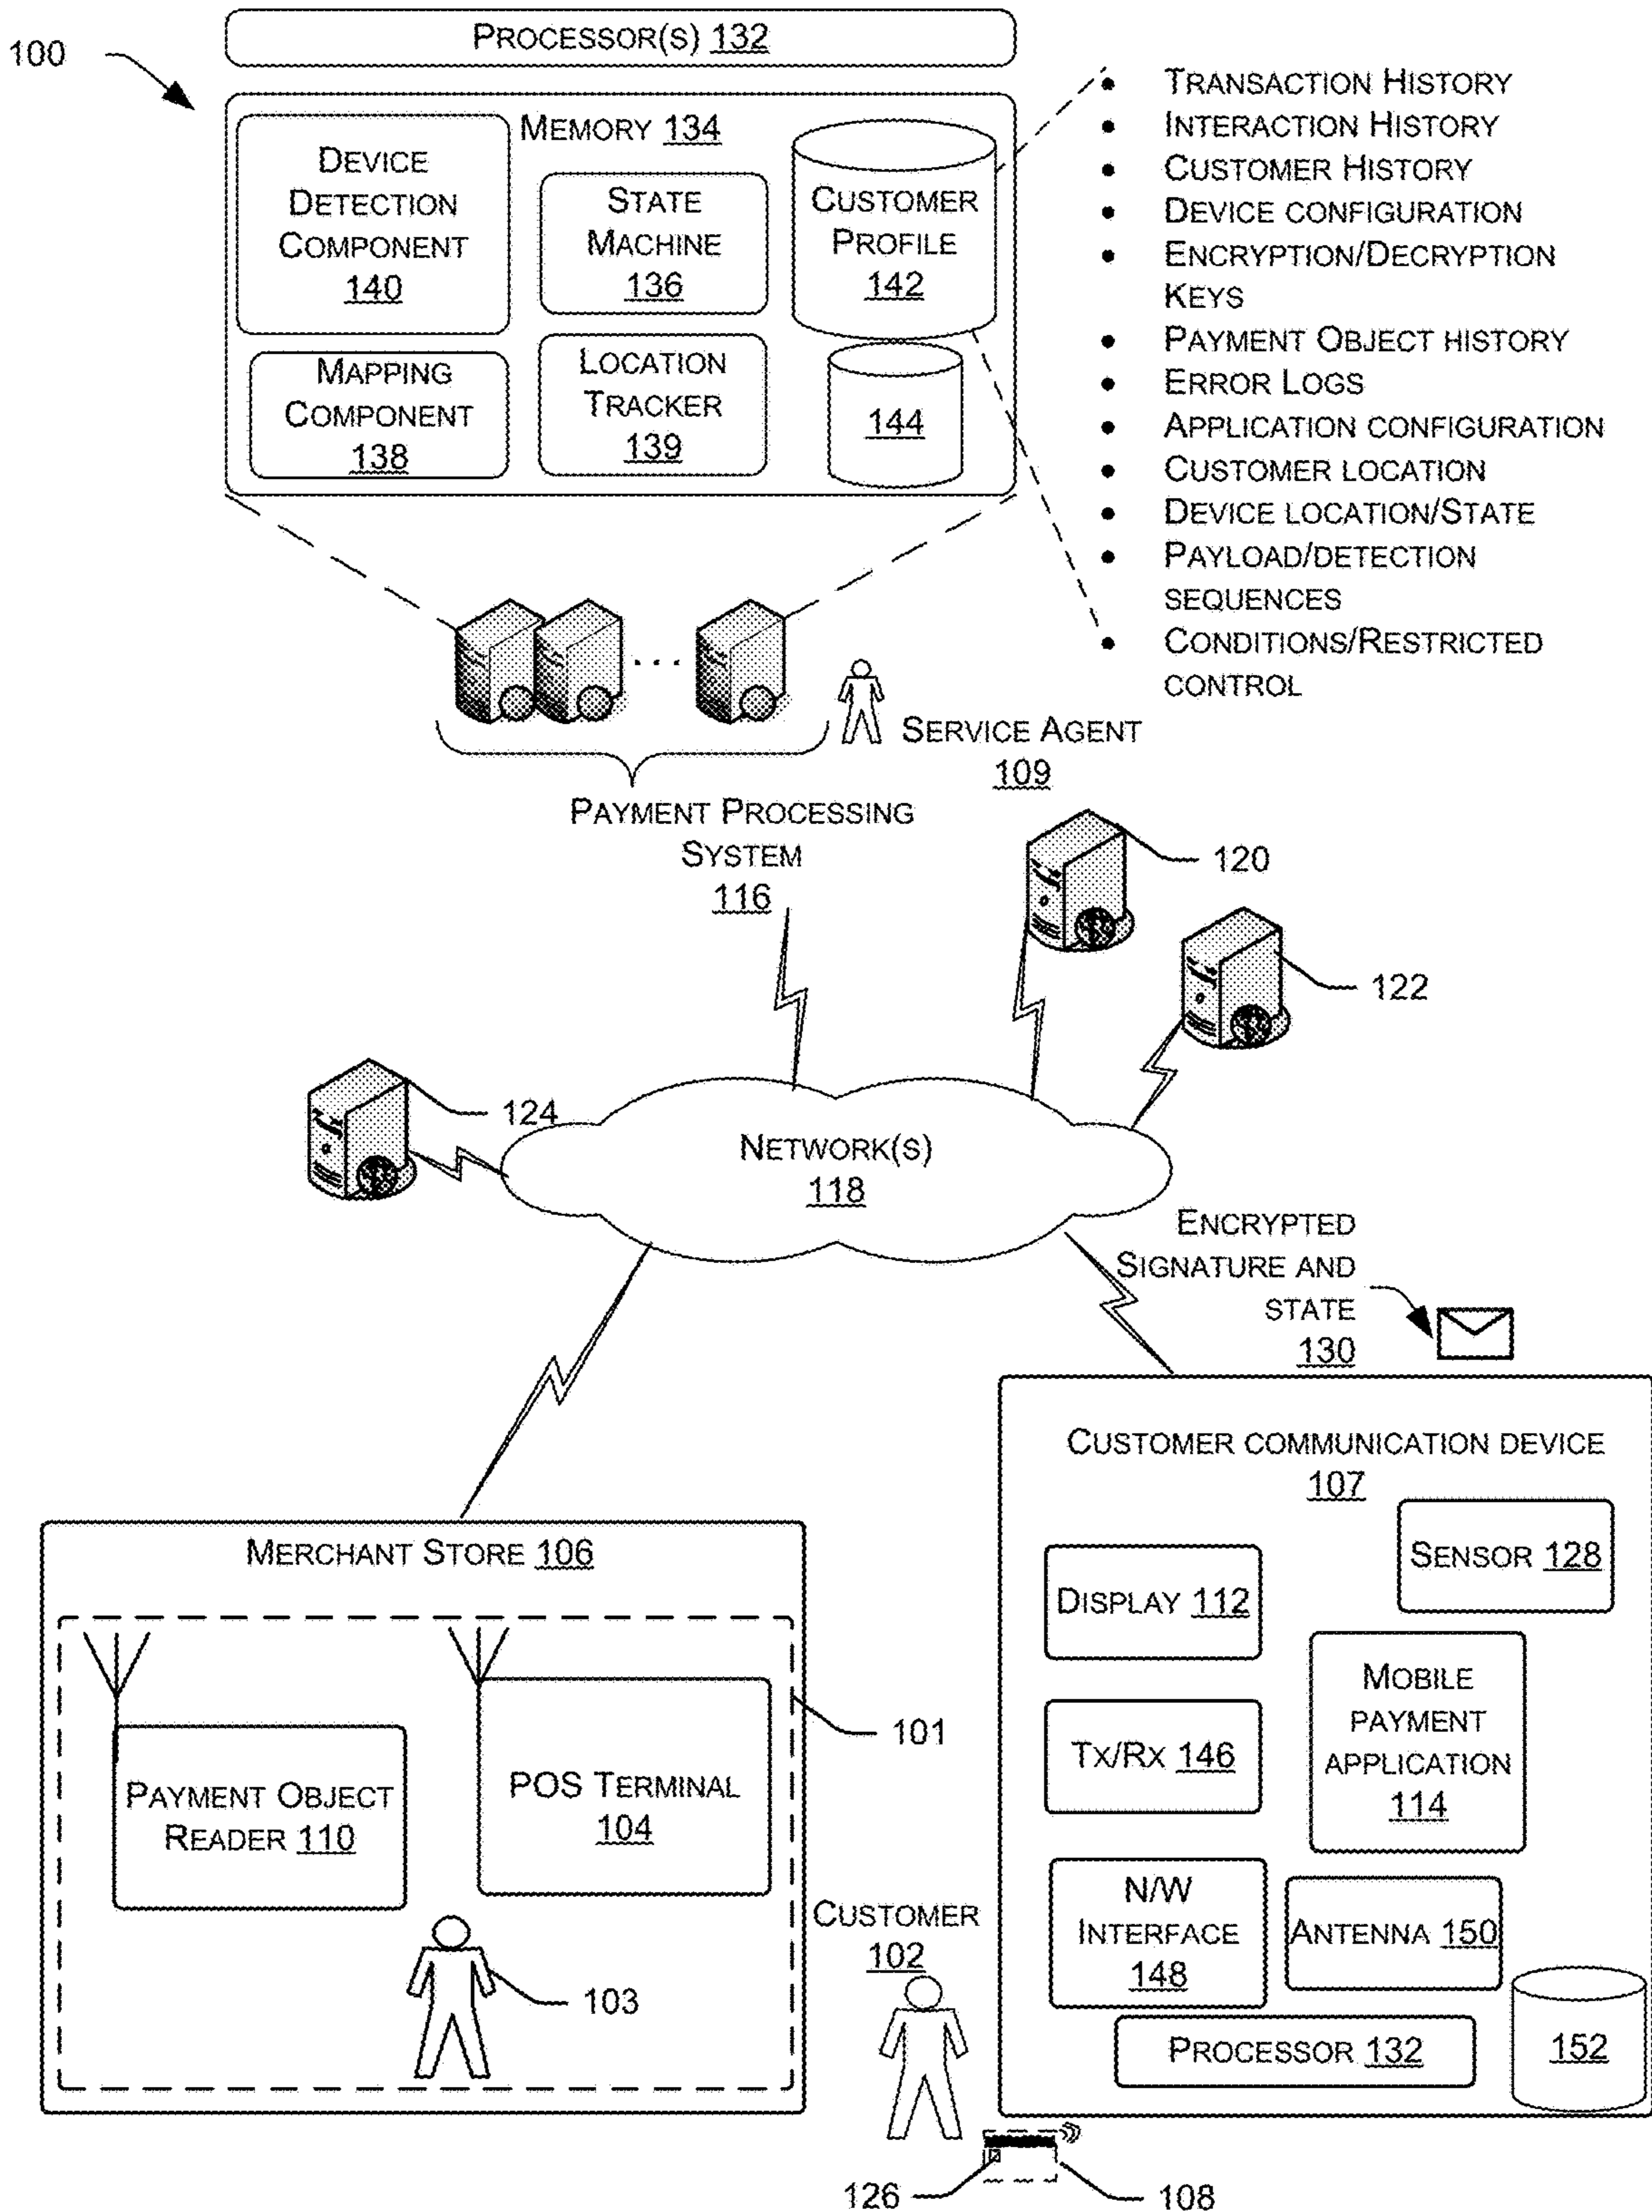 100
PROCESSOR(S) 132
MEMORY 134
DEVICE
DETECTION
COMPONENT
140
STATE
MACHINE
136
CUSTOMER
PROFILE
142
MAPPING
COMPONENT
138
LOCATION
TRACKER
139
144
• TRANSACTION HISTORY
• INTERACTION HISTORY
• CUSTOMER HISTORY
• DEVICE CONFIGURATION
• ENCRYPTION/DECRYPTION
KEYS
• PAYMENT OBJECT HISTORY
• ERROR LOGS
• APPLICATION CONFIGURATION
• CUSTOMER LOCATION
• DEVICE LOCATION/STATE
• PAYLOAD/DETECTION
SEQUENCES
• CONDITIONS/RESTRICTED
CONTROL
...
SERVICE AGENT
109
PAYMENT PROCESSING
SYSTEM
116
120
122
124
NETWORK(S)
118
ENCRYPTED
SIGNATURE AND
STATE
130
MERCHANT STORE 106
PAYMENT OBJECT
READER 110
POS TERMINAL
104
101
103
CUSTOMER
102
CUSTOMER COMMUNICATION DEVICE
107
SENSOR 128
DISPLAY 112
MOBILE
PAYMENT
APPLICATION
114
TX/RX 146
N/W
INTERFACE
148
ANTENNA 150
PROCESSOR 132
152
126
108